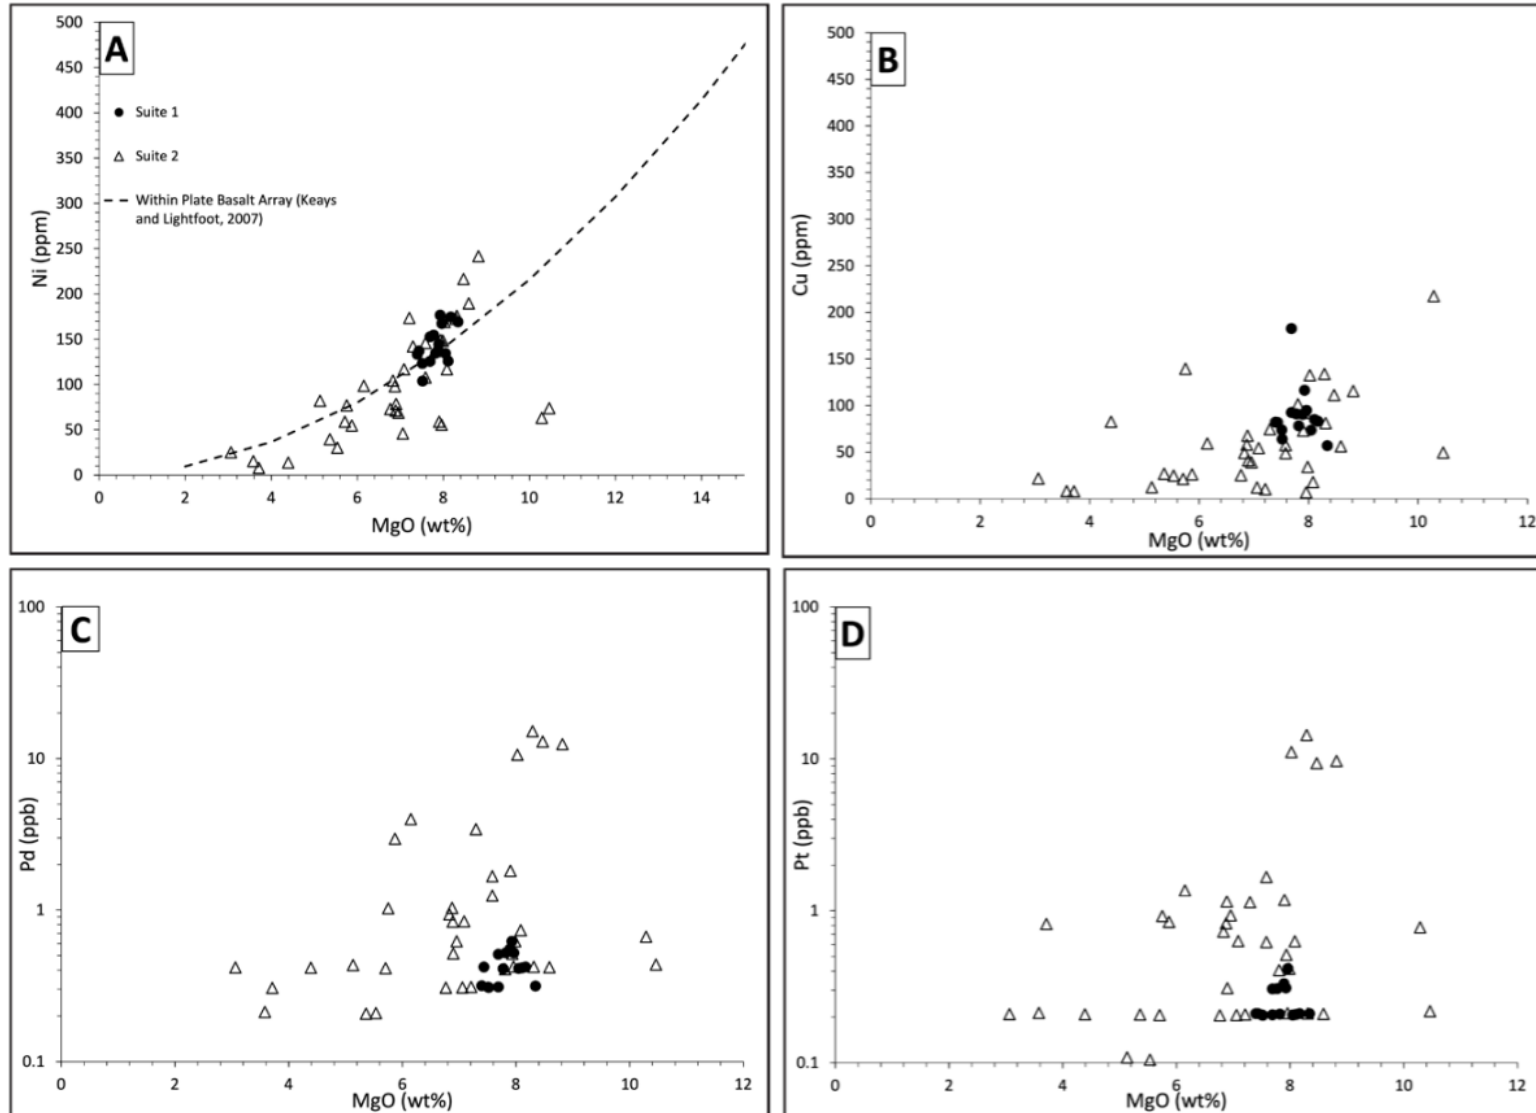 A
500
450
400
350
300
250
200
150
100
50
0
Ni (ppm)
Suite 1
Suite 2
Within Plate Basalt Array (Keays
and Lightfoot, 2007)
0 2 4 6 8 10 12 14
MgO (wt%)
B
500
450
400
350
300
250
200
150
100
50
0
Cu (ppm)
0 2 4 6 8 10 12
MgO (wt%)
C
100
10
1
0.1
Pd (ppb)
0 2 4 6 8 10 12
MgO (wt%)
D
100
10
1
0.1
Pt (ppb)
0 2 4 6 8 10 12
MgO (wt%)